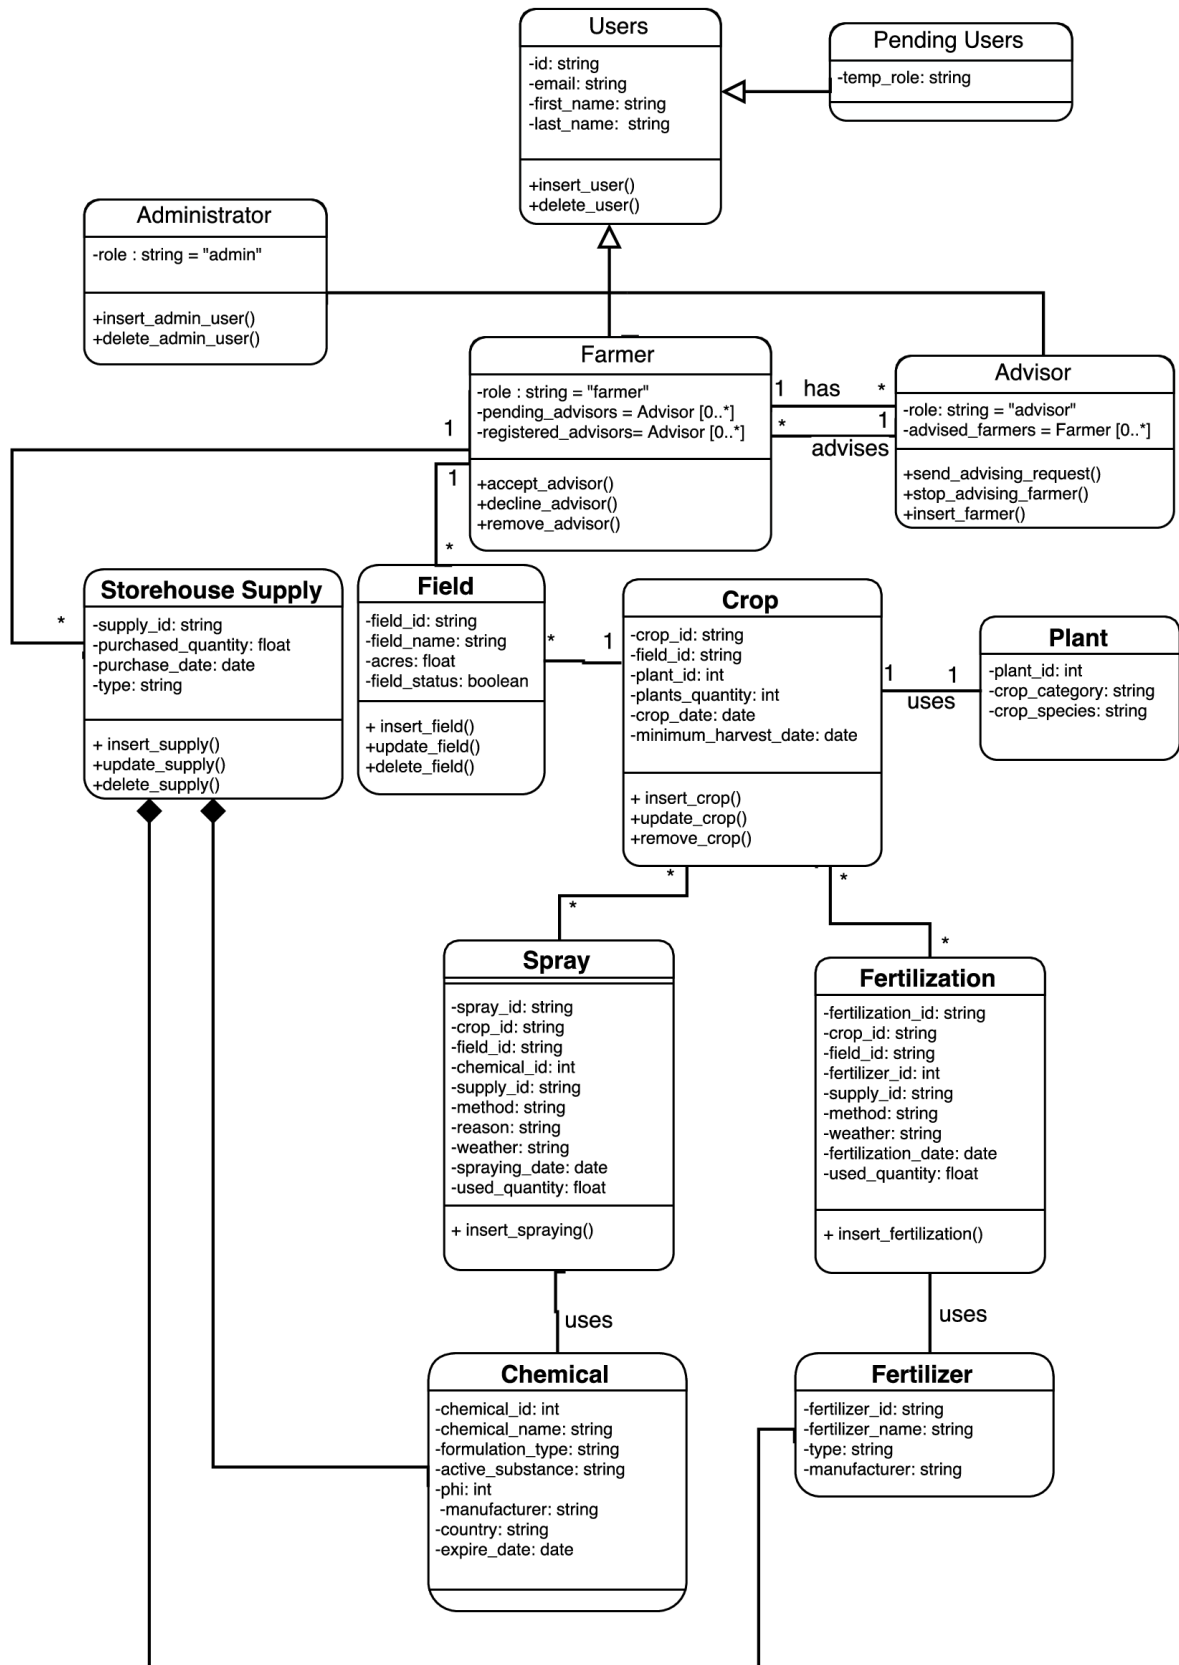 Users
-id: string
-email: string
-first_name: string
-last_name:  string
+insert_user()
+delete_user()
Pending Users
-temp_role: string
Administrator
-role : string = "admin"
+insert_admin_user()
+delete_admin_user()
Farmer
-role : string = "farmer"
-pending_advisors = Advisor [0..*]
-registered_advisors= Advisor [0..*]
+accept_advisor()
+decline_advisor()
+remove_advisor()
1 has *
* 1
advises
Advisor
-role: string = "advisor"
-advised_farmers = Farmer [0..*]
+send_advising_request()
+stop_advising_farmer()
+insert_farmer()
1
*
1
*
Storehouse Supply
-supply_id: string
-purchased_quantity: float
-purchase_date: date
-type: string
+ insert_supply()
+update_supply()
+delete_supply()
Field
-field_id: string
-field_name: string
-acres: float
-field_status: boolean
+ insert_field()
+update_field()
+delete_field()
* 1
Crop
-crop_id: string
-field_id: string
-plant_id: int
-plants_quantity: int
-crop_date: date
-minimum_harvest_date: date
+ insert_crop()
+update_crop()
+remove_crop()
1 1
uses
Plant
-plant_id: int
-crop_category: string
-crop_species: string
*
*
*
*
Spray
-spray_id: string
-crop_id: string
-field_id: string
-chemical_id: int
-supply_id: string
-method: string
-reason: string
-weather: string
-spraying_date: date
-used_quantity: float
+ insert_spraying()
Fertilization
-fertilization_id: string
-crop_id: string
-field_id: string
-fertilizer_id: int
-supply_id: string
-method: string
-weather: string
-fertilization_date: date
-used_quantity: float
+ insert_fertilization()
uses
uses
Chemical
-chemical_id: int
-chemical_name: string
-formulation_type: string
-active_substance: string
-phi: int
-manufacturer: string
-country: string
-expire_date: date
Fertilizer
-fertilizer_id: string
-fertilizer_name: string
-type: string
-manufacturer: string